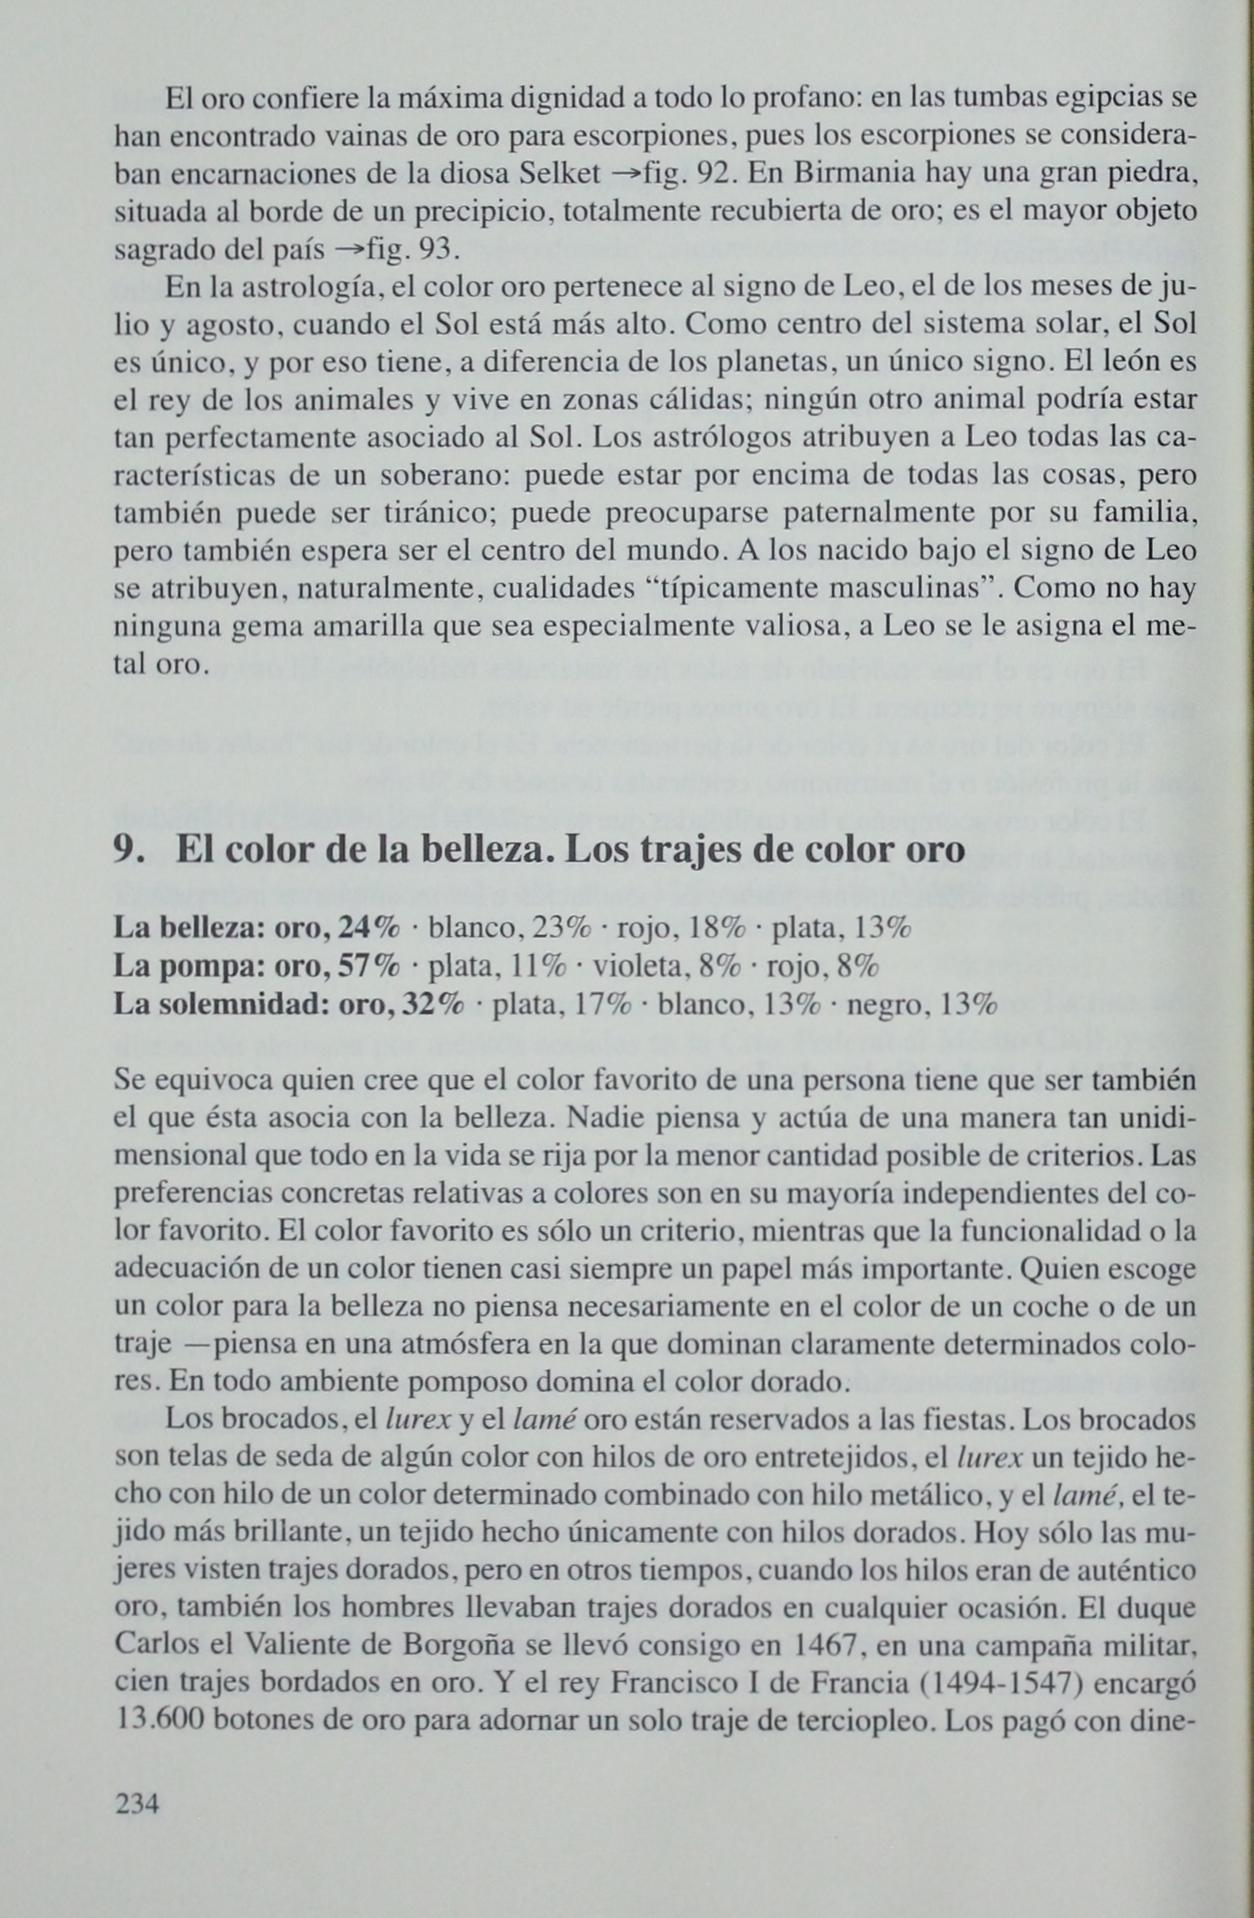 El oro confiere la máxima dignidad a todo lo profano: en las tumbas egipcias se
han encontrado vainas de oro para escorpiones, pues los escorpiones se considera-
ban encarnaciones de la diosa Selket →fig. 92. En Birmania hay una gran piedra,
situada al borde de un precipicio, totalmente recubierta de oro; es el mayor objeto
sagrado del país →fig. 93.
En la astrología, el color oro pertenece al signo de Leo, el de los meses de ju-
lio y agosto, cuando el Sol está más alto. Como centro del sistema solar, el Sol
es único, y por eso tiene, a diferencia de los planetas, un único signo. El león es
el rey de los animales y vive en zonas cálidas; ningún otro animal podría estar
tan perfectamente asociado al Sol. Los astrólogos atribuyen a Leo todas las ca-
racterísticas de un soberano: puede estar por encima de todas las cosas, pero
también puede ser tiránico; puede preocuparse paternalmente por su familia,
pero también espera ser el centro del mundo. A los nacido bajo el signo de Leo
se atribuyen, naturalmente, cualidades “típicamente masculinas”. Como no hay
ninguna gema amarilla que sea especialmente valiosa, a Leo se le asigna el me-
tal oro.
9. El color de la belleza. Los trajes de color oro
La belleza: oro, 24% · blanco, 23% · rojo, 18% · plata, 13%
La pompa: oro, 57% · plata, 11% · violeta, 8% · rojo, 8%
La solemnidad: oro, 32% · plata, 17% · blanco, 13% · negro, 13%
Se equivoca quien cree que el color favorito de una persona tiene que ser también
el que ésta asocia con la belleza. Nadie piensa y actúa de una manera tan unidi-
mensional que todo en la vida se rija por la menor cantidad posible de criterios. Las
preferencias concretas relativas a colores son en su mayoría independientes del co-
lor favorito. El color favorito es sólo un criterio, mientras que la funcionalidad o la
adecuación de un color tienen casi siempre un papel más importante. Quien escoge
un color para la belleza no piensa necesariamente en el color de un coche o de un
traje —piensa en una atmósfera en la que dominan claramente determinados colo-
res. En todo ambiente pomposo domina el color dorado.
Los brocados, el lurex y el lamé oro están reservados a las fiestas. Los brocados
son telas de seda de algún color con hilos de oro entretejidos, el lurex un tejido he-
cho con hilo de un color determinado combinado con hilo metálico, y el lamé, el te-
jido más brillante, un tejido hecho únicamente con hilos dorados. Hoy sólo las mu-
jeres visten trajes dorados, pero en otros tiempos, cuando los hilos eran de auténtico
oro, también los hombres llevaban trajes dorados en cualquier ocasión. El duque
Carlos el Valiente de Borgoña se llevó consigo en 1467, en una campaña militar,
cien trajes bordados en oro. Y el rey Francisco I de Francia (1494-1547) encargó
13.600 botones de oro para adornar un solo traje de terciopleo. Los pagó con dine-
234